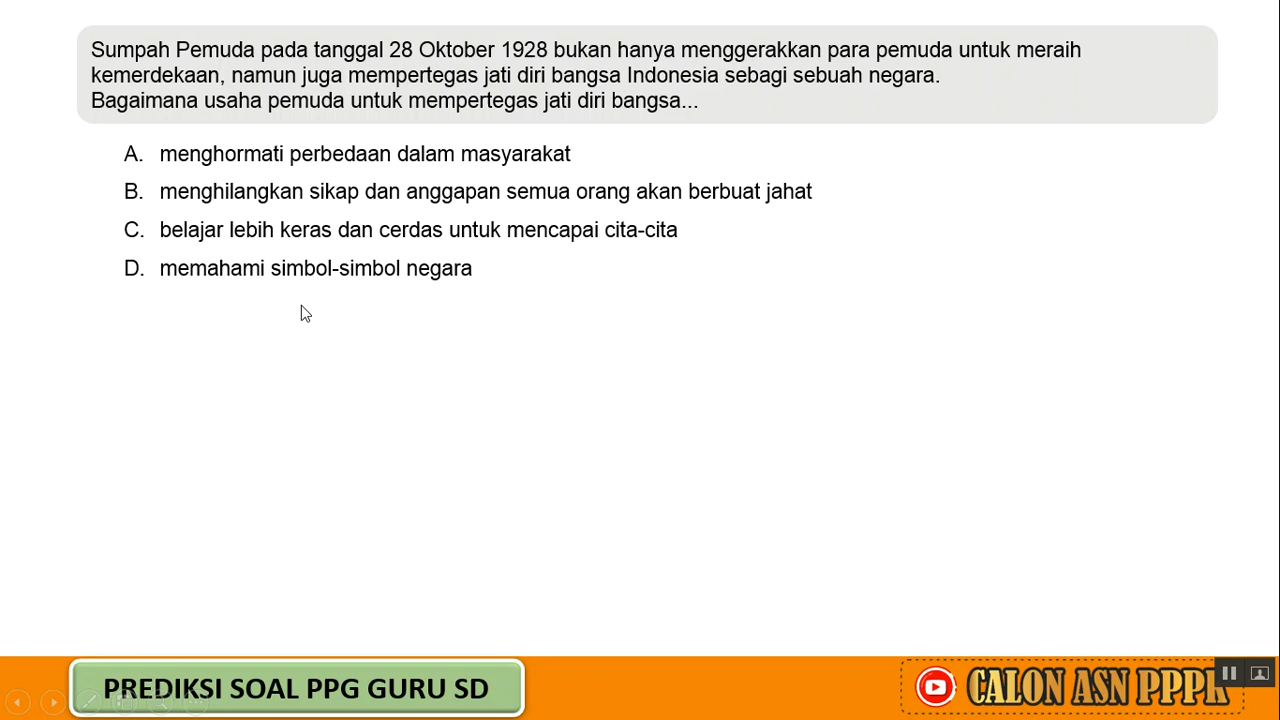 Sumpah Pemuda pada tanggal 28 Oktober 1928 bukan hanya menggerakkan para pemuda untuk meraih
kemerdekaan, namun juga mempertegas jati diri bangsa Indonesia sebagi sebuah negara.
Bagaimana usaha pemuda untuk mempertegas jati diri bangsa...
A. menghormati perbedaan dalam masyarakat
B. menghilangkan sikap dan anggapan semua orang akan berbuat jahat
C. belajar lebih keras dan cerdas untuk mencapai cita-cita
D. memahami simbol-simbol negara
PREDIKSI SOAL PPG GURU SD
CALON ASN PPPK